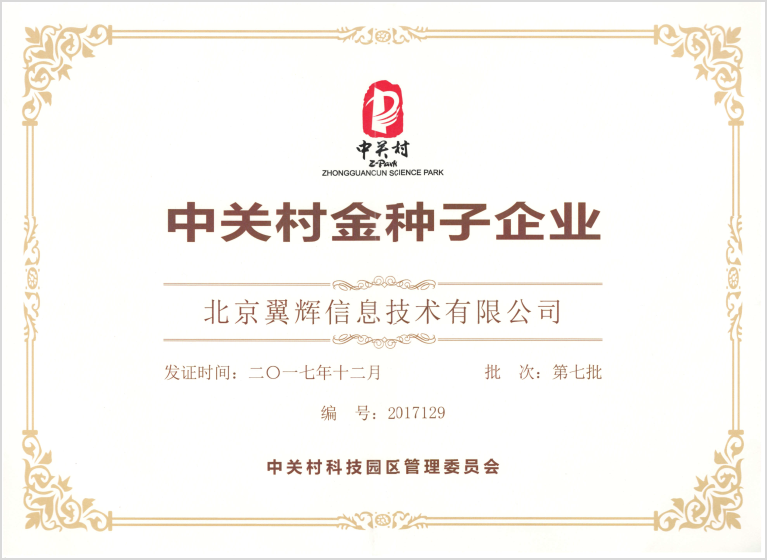 中关村
Z-Park
ZHONGGUANCUN SCIENCE PARK
中关村金种子企业
北京翼辉信息技术有限公司
发证时间：二〇一七年十二月 批 次：第七批
编 号：2017129
中关村科技园区管理委员会